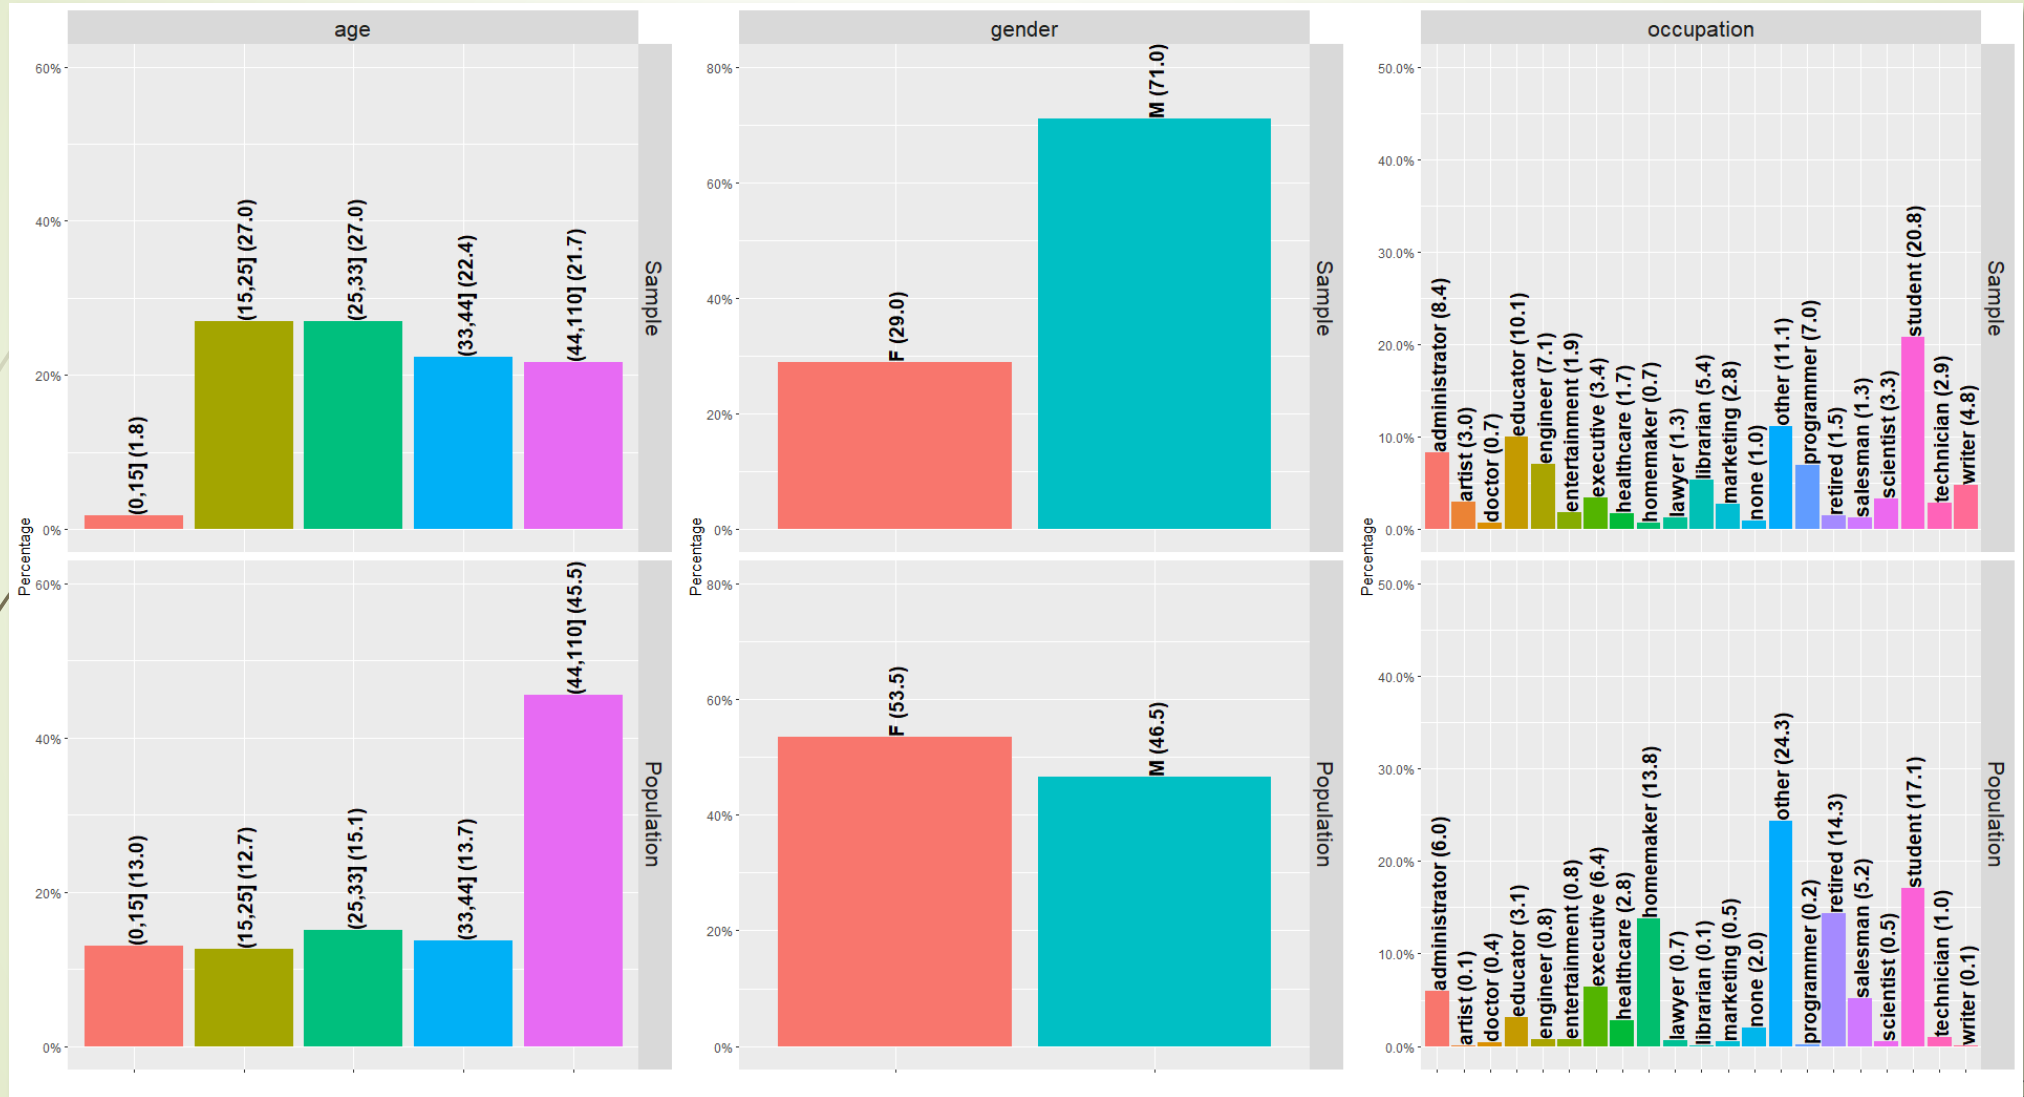 age
60%
40%
20%
0%
(0,15] (1.8)
(15,25] (27.0)
(25,33] (27.0)
(33,44] (22.4)
(44,110] (21.7)
Sample
60%
40%
20%
0%
(0,15] (13.0)
(15,25] (12.7)
(25,33] (15.1)
(33,44] (13.7)
(44,110] (45.5)
Population
Percentage
gender
80%
60%
40%
20%
0%
F (29.0)
M (71.0)
Sample
80%
60%
40%
20%
0%
F (53.5)
M (46.5)
Population
Percentage
occupation
50.0%
40.0%
30.0%
20.0%
10.0%
0.0%
administrator (8.4)
artist (3.0)
doctor (0.7)
educator (10.1)
engineer (7.1)
entertainment (1.9)
executive (3.4)
healthcare (1.7)
homemaker (0.7)
lawyer (1.3)
librarian (5.4)
marketing (2.8)
none (1.0)
other (11.1)
programmer (7.0)
retired (1.5)
salesman (1.3)
scientist (3.3)
student (20.8)
technician (2.9)
writer (4.8)
Sample
50.0%
40.0%
30.0%
20.0%
10.0%
0.0%
administrator (6.0)
artist (0.1)
doctor (0.4)
educator (3.1)
engineer (0.8)
entertainment (0.8)
executive (6.4)
healthcare (2.8)
homemaker (13.8)
lawyer (0.7)
librarian (0.1)
marketing (0.5)
none (2.0)
other (24.3)
programmer (0.2)
retired (14.3)
salesman (5.2)
scientist (0.5)
student (17.1)
technician (1.0)
writer (0.1)
Population
Percentage